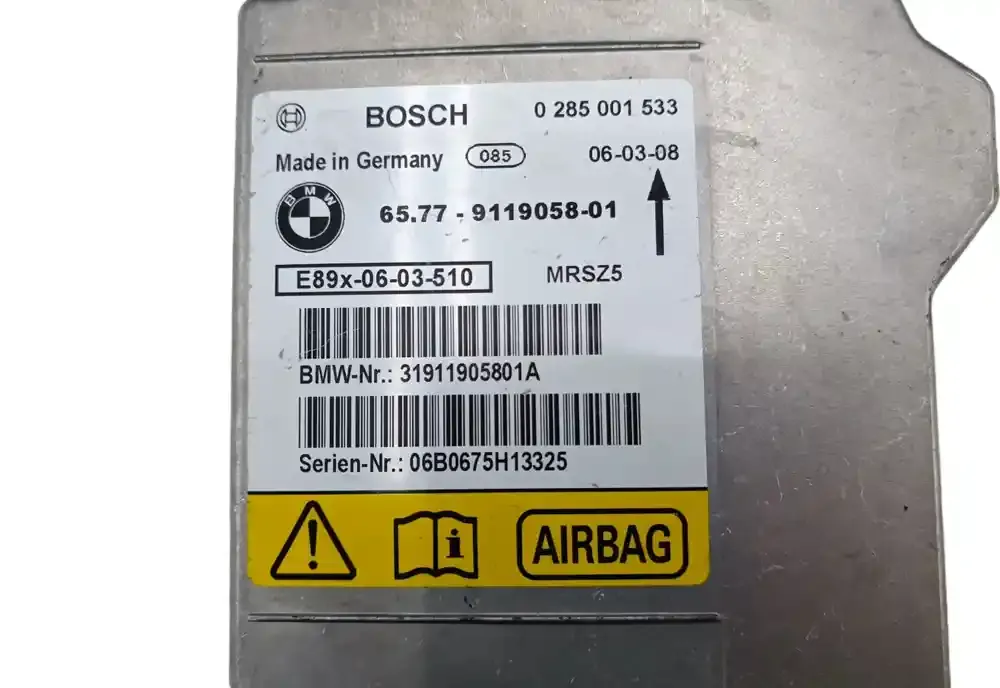 BOSCH 0 285 001 533
Made in Germany 085 06-03-08
BMW
65.77 - 9119058-01
E89x-06-03-510 MRSZ5
BMW-Nr.: 31911905801A
Serien-Nr.: 06B0675H13325
! i AIRBAG